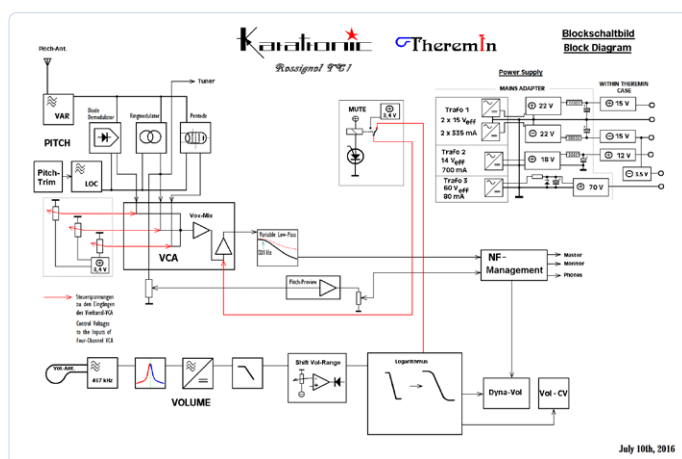 Karatronic Theremin
Rossignol TC1
Blockschaltbild
Block Diagram
Pitch-Ant.
Tuner
VAR
Diode
Demodulator
Ringmodulator
Pentode
PITCH
Pitch-
Trim
LOC
MUTE
3,4 V
Power Supply
MAINS ADAPTER
WITHIN THEREMIN
CASE
Trafo 1
2 x 15 Veff
2 x 335 mA
22 V
15 V
22 V
15 V
Trafo 2
14 Veff
700 mA
18 V
12 V
3.5 V
Trafo 3
60 Veff
80 mA
70 V
Vox-Mix
VCA
3,4 V
Variable Low-Pass
Steuerspannungen
zu den Eingängen
der Vierkanal-VCA
Control Voltages
to the Inputs of
Four-Channel VCA
Pitch-Preview
NF-
Management
Master
Monitor
Phones
Vol.-Ant.
457 kHz
VOLUME
Shift Vol-Range
Logarithmus
Dyna-Vol
Vol - CV
July 10th, 2016